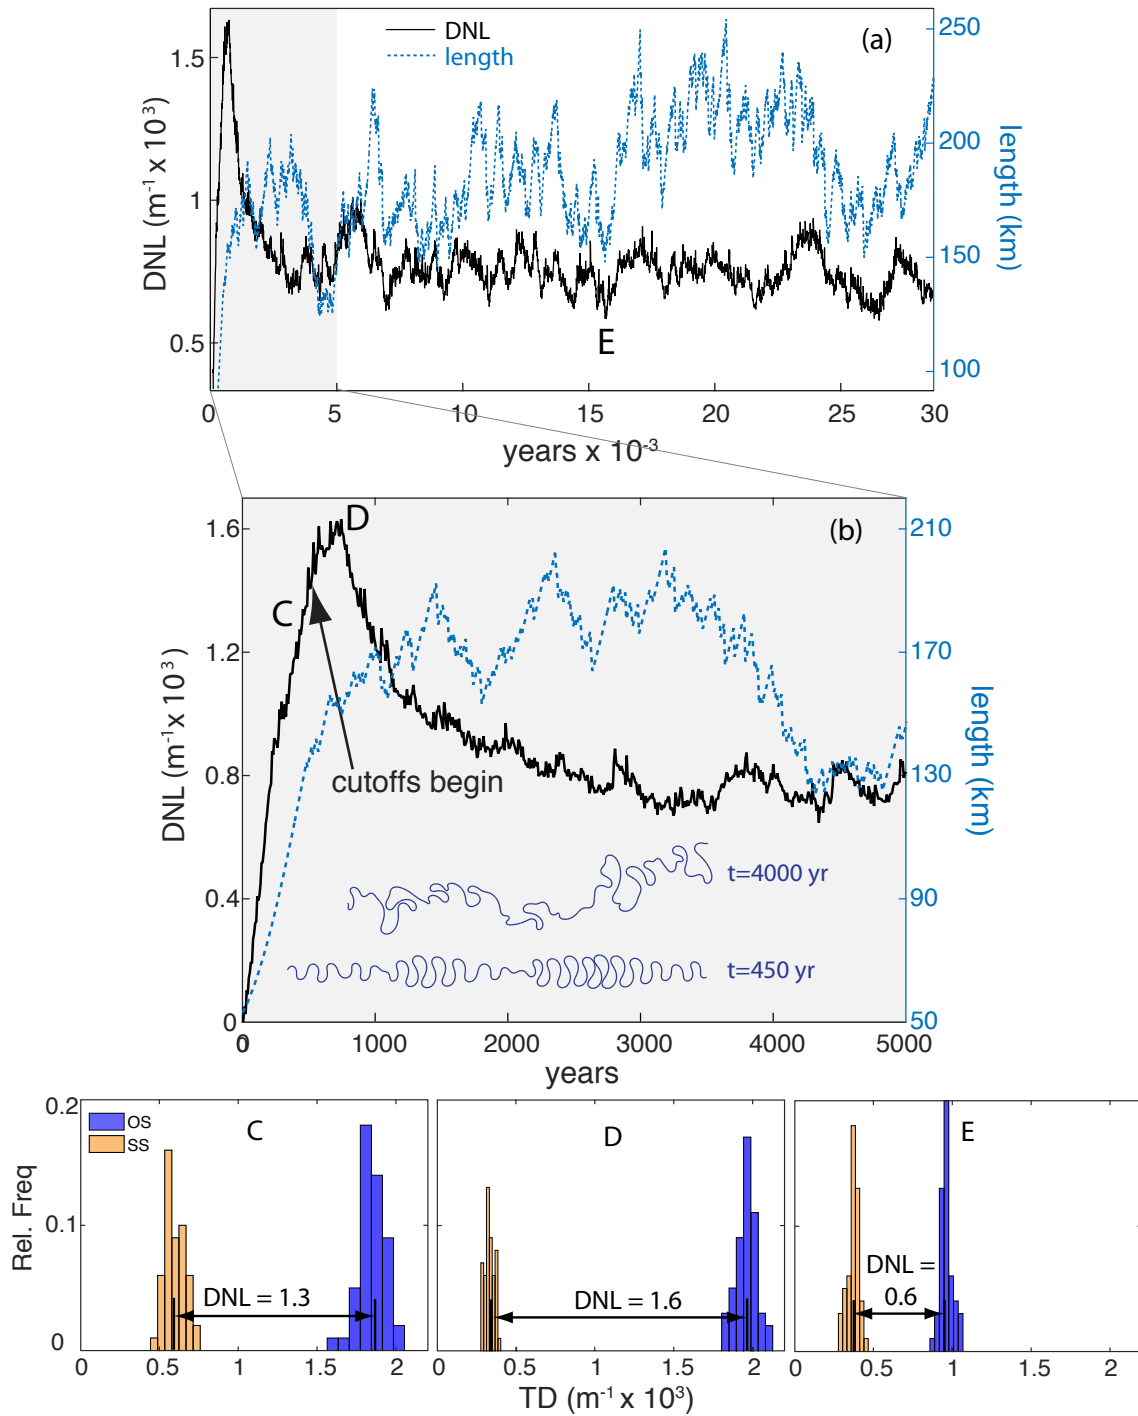 DNL
length
(a)
1.5
1
0.5
DNL (m⁻¹ x 10³)
250
200
150
100
length (km)
E
0
5
10
15
20
25
30
years x 10⁻³
D
(b)
C
cutoffs begin
1.6
1.2
0.8
0.4
0
DNL (m⁻¹ x 10³)
210
170
130
90
50
length (km)
t=4000 yr
t=450 yr
0
1000
2000
3000
4000
5000
years
0.2
0.1
0
Rel. Freq
OS
SS
C
DNL = 1.3
D
DNL = 1.6
E
DNL =
0.6
0 0.5 1 1.5 2
0 0.5 1 1.5 2
0 0.5 1 1.5 2
TD (m⁻¹ x 10³)